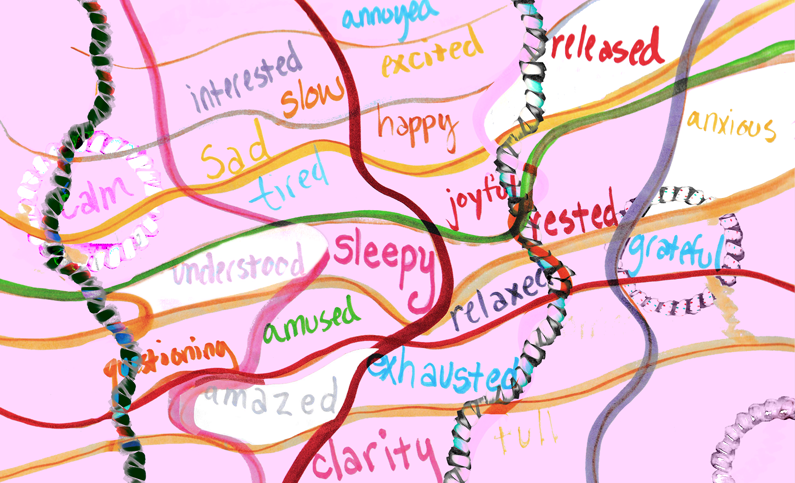 annoyed
excited
released
interested
slow
happy
anxious
sad
tired
calm
joyful
rested
sleepy
grateful
understood
relaxed
amused
questioning
exhausted
amazed
full
clarity